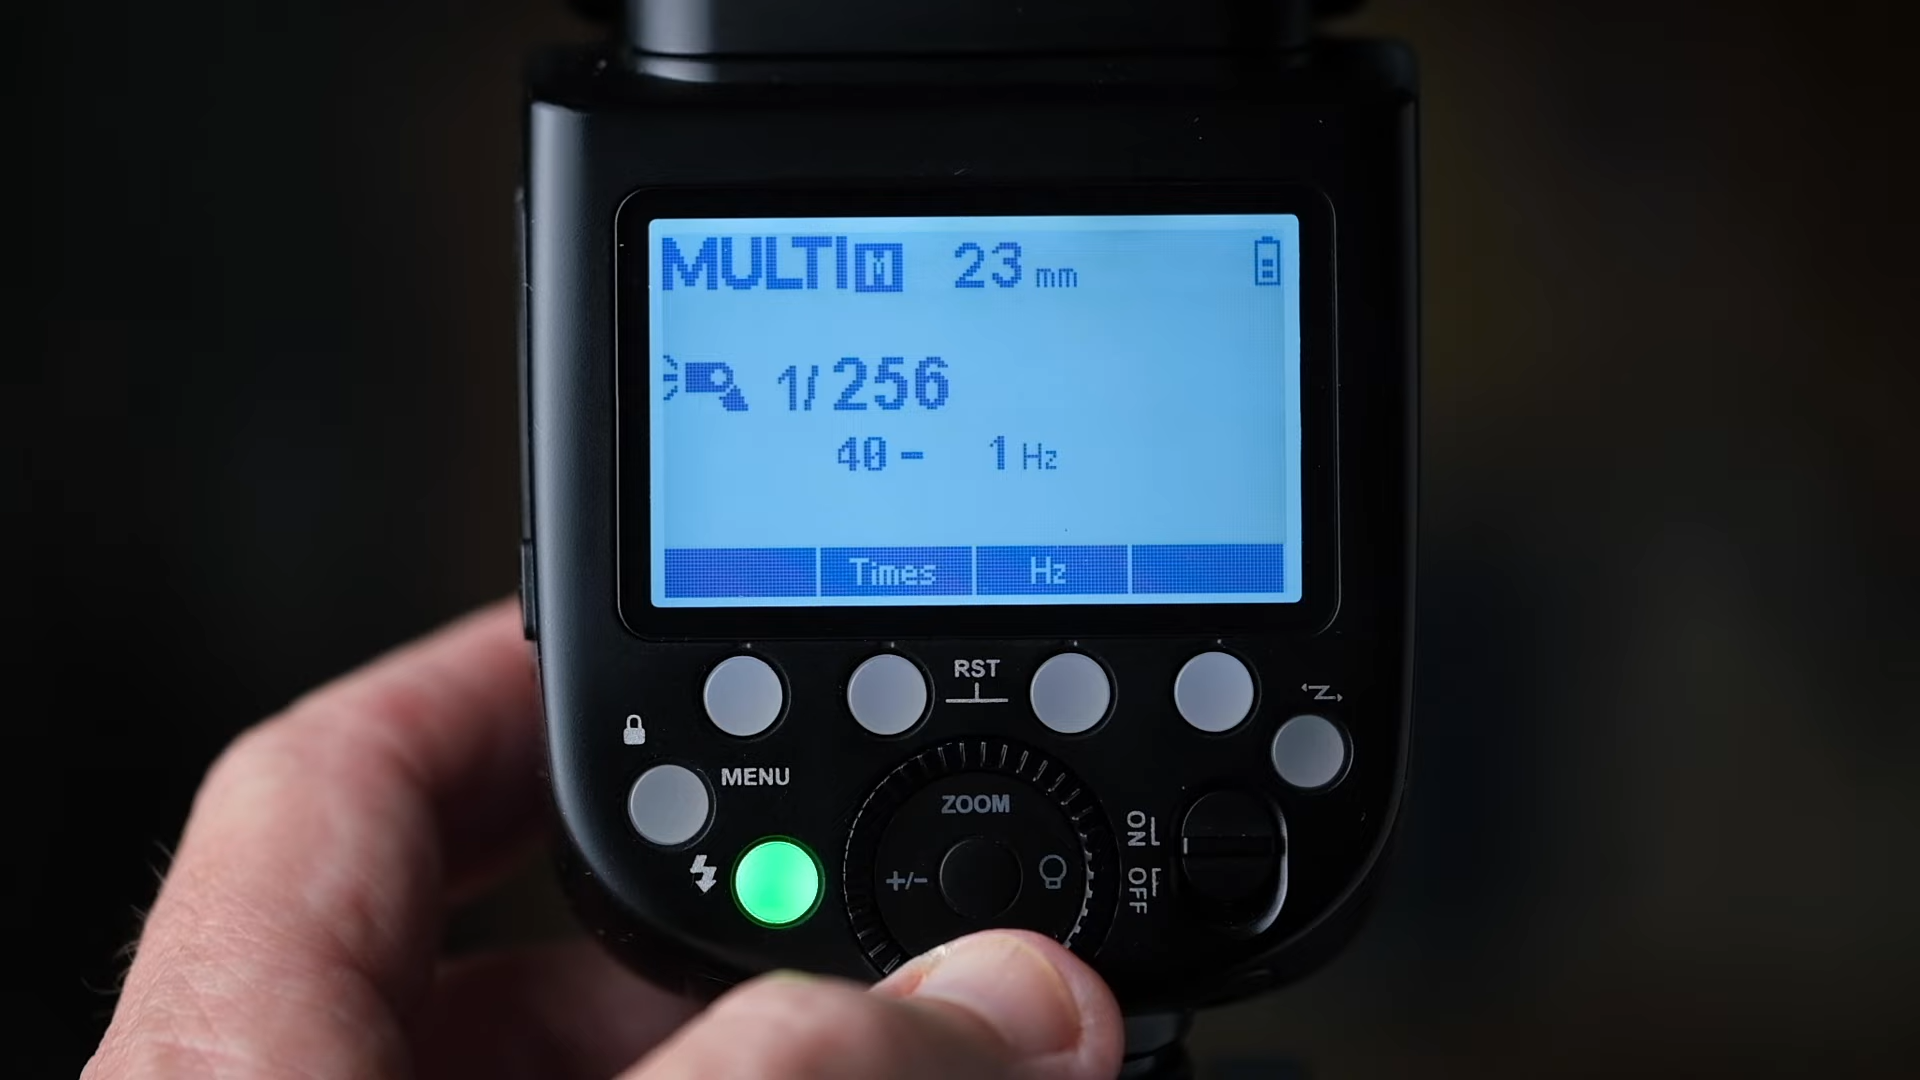 MULTI M 23 mm
1/256
40 - 1 Hz
Times Hz
RST
MENU
ZOOM
+/-
ON
OFF